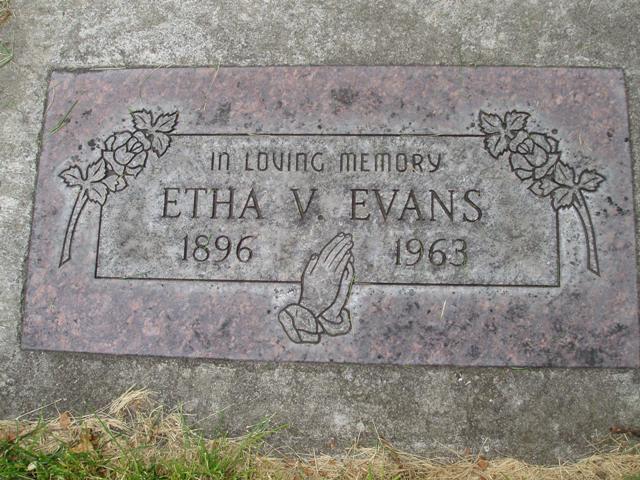 IN LOVING MEMORY
ETHA V. EVANS
1896 1963